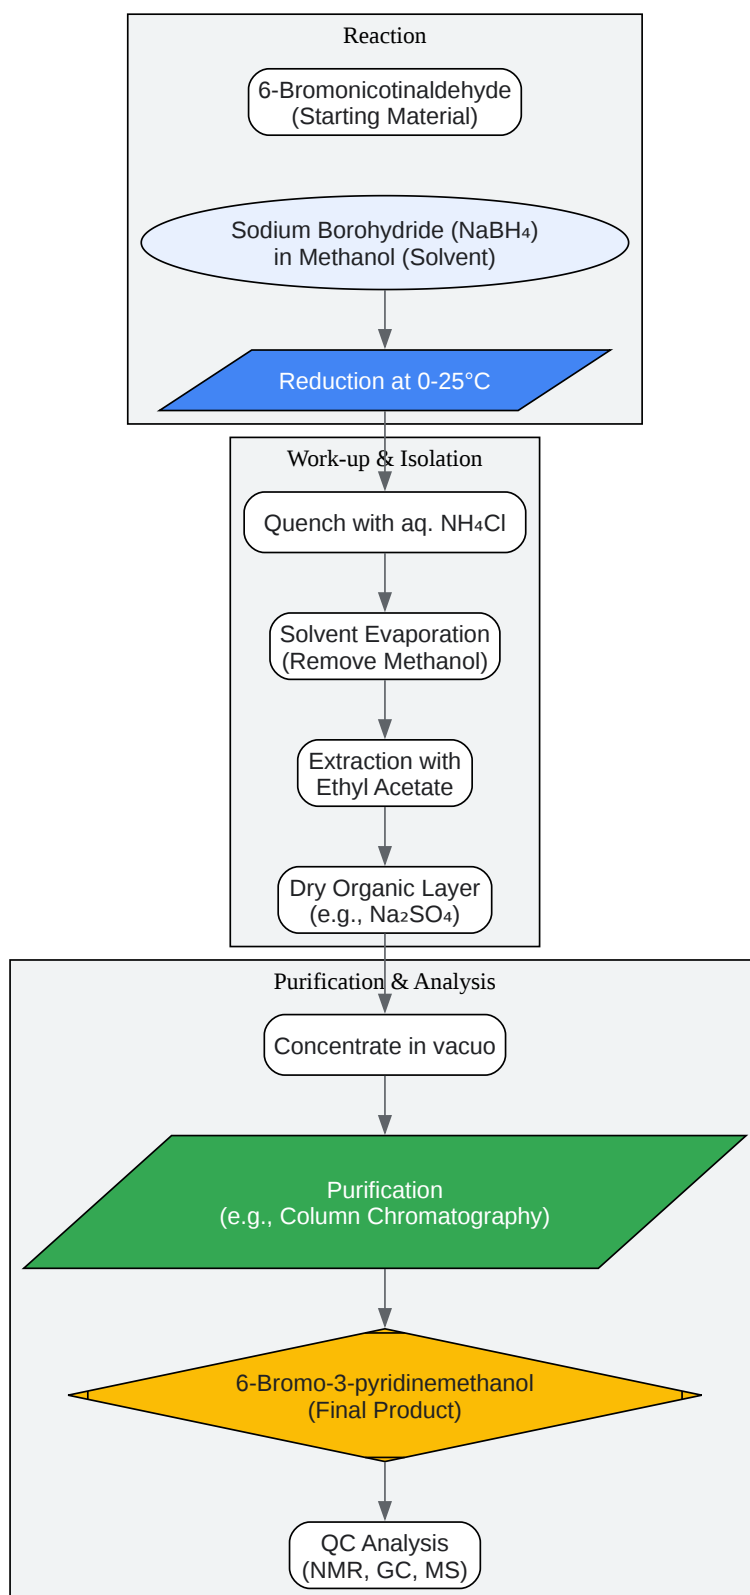 Reaction
6-Bromonicotinaldehyde
(Starting Material)
Sodium Borohydride (NaBH₄)
in Methanol (Solvent)
Reduction at 0-25°C
Work-up & Isolation
Quench with aq. NH₄Cl
Solvent Evaporation
(Remove Methanol)
Extraction with
Ethyl Acetate
Dry Organic Layer
(e.g., Na₂SO₄)
Purification & Analysis
Concentrate in vacuo
Purification
(e.g., Column Chromatography)
6-Bromo-3-pyridinemethanol
(Final Product)
QC Analysis
(NMR, GC, MS)